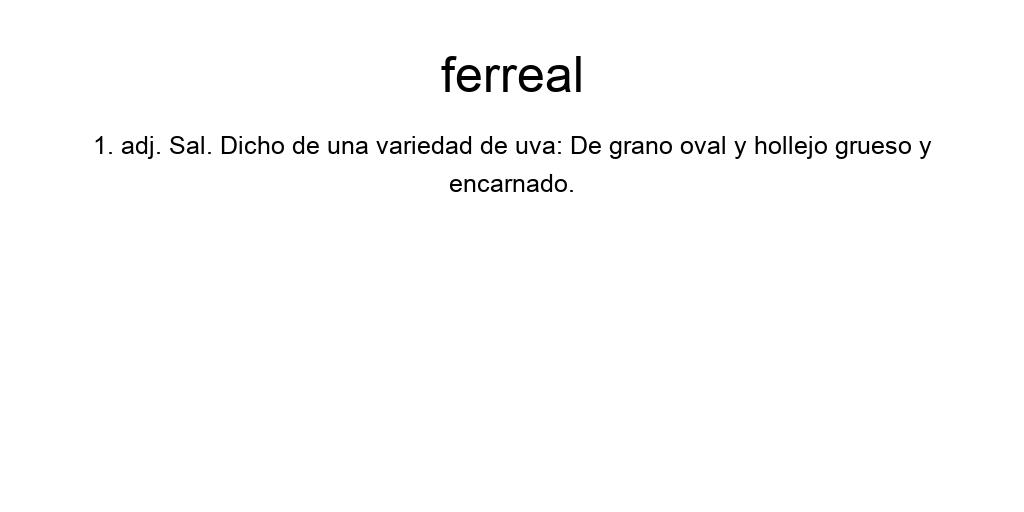 ferreal
1. adj. Sal. Dicho de una variedad de uva: De grano oval y hollejo grueso y
encarnado.